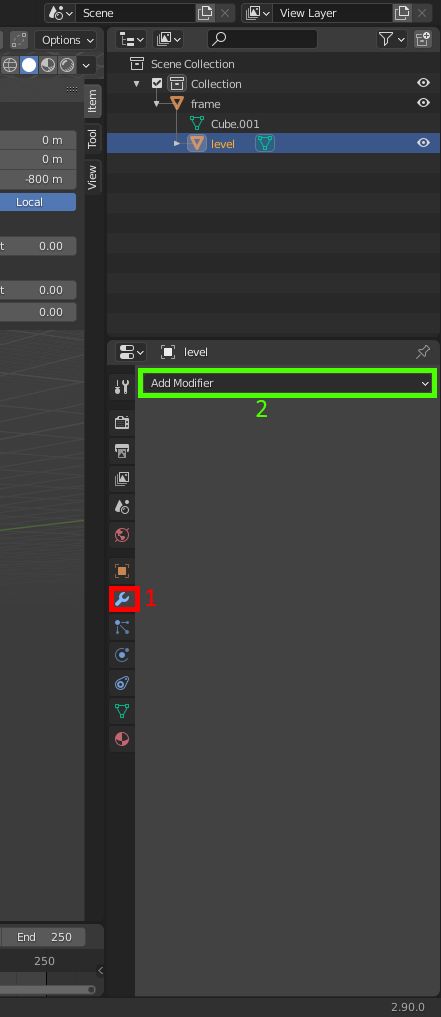 Scene
View Layer
Options
Scene Collection
Collection
frame
Cube.001
level
Item
Tool
View
0 m
0 m
-800 m
Local
t 0.00
t 0.00
0.00
level
Add Modifier
2
1
End 250
250
2.90.0